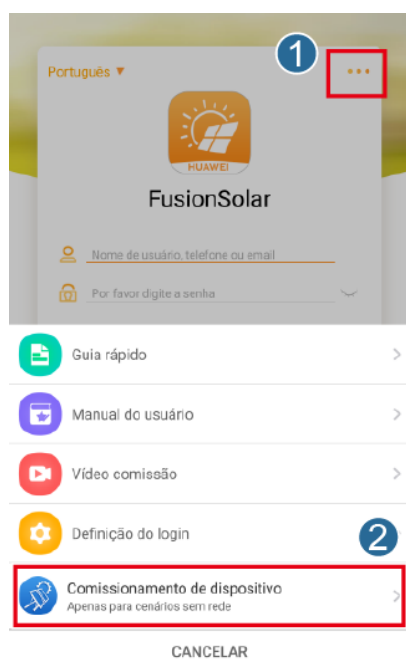 1
Português ▼
HUAWEI
FusionSolar
Nome de usuário, telefone ou email
Por favor digite a senha
Guia rápido
Manual do usuário
Vídeo comissão
Definição do login
2
Comissionamento de dispositivo
Apenas para cenários sem rede
CANCELAR